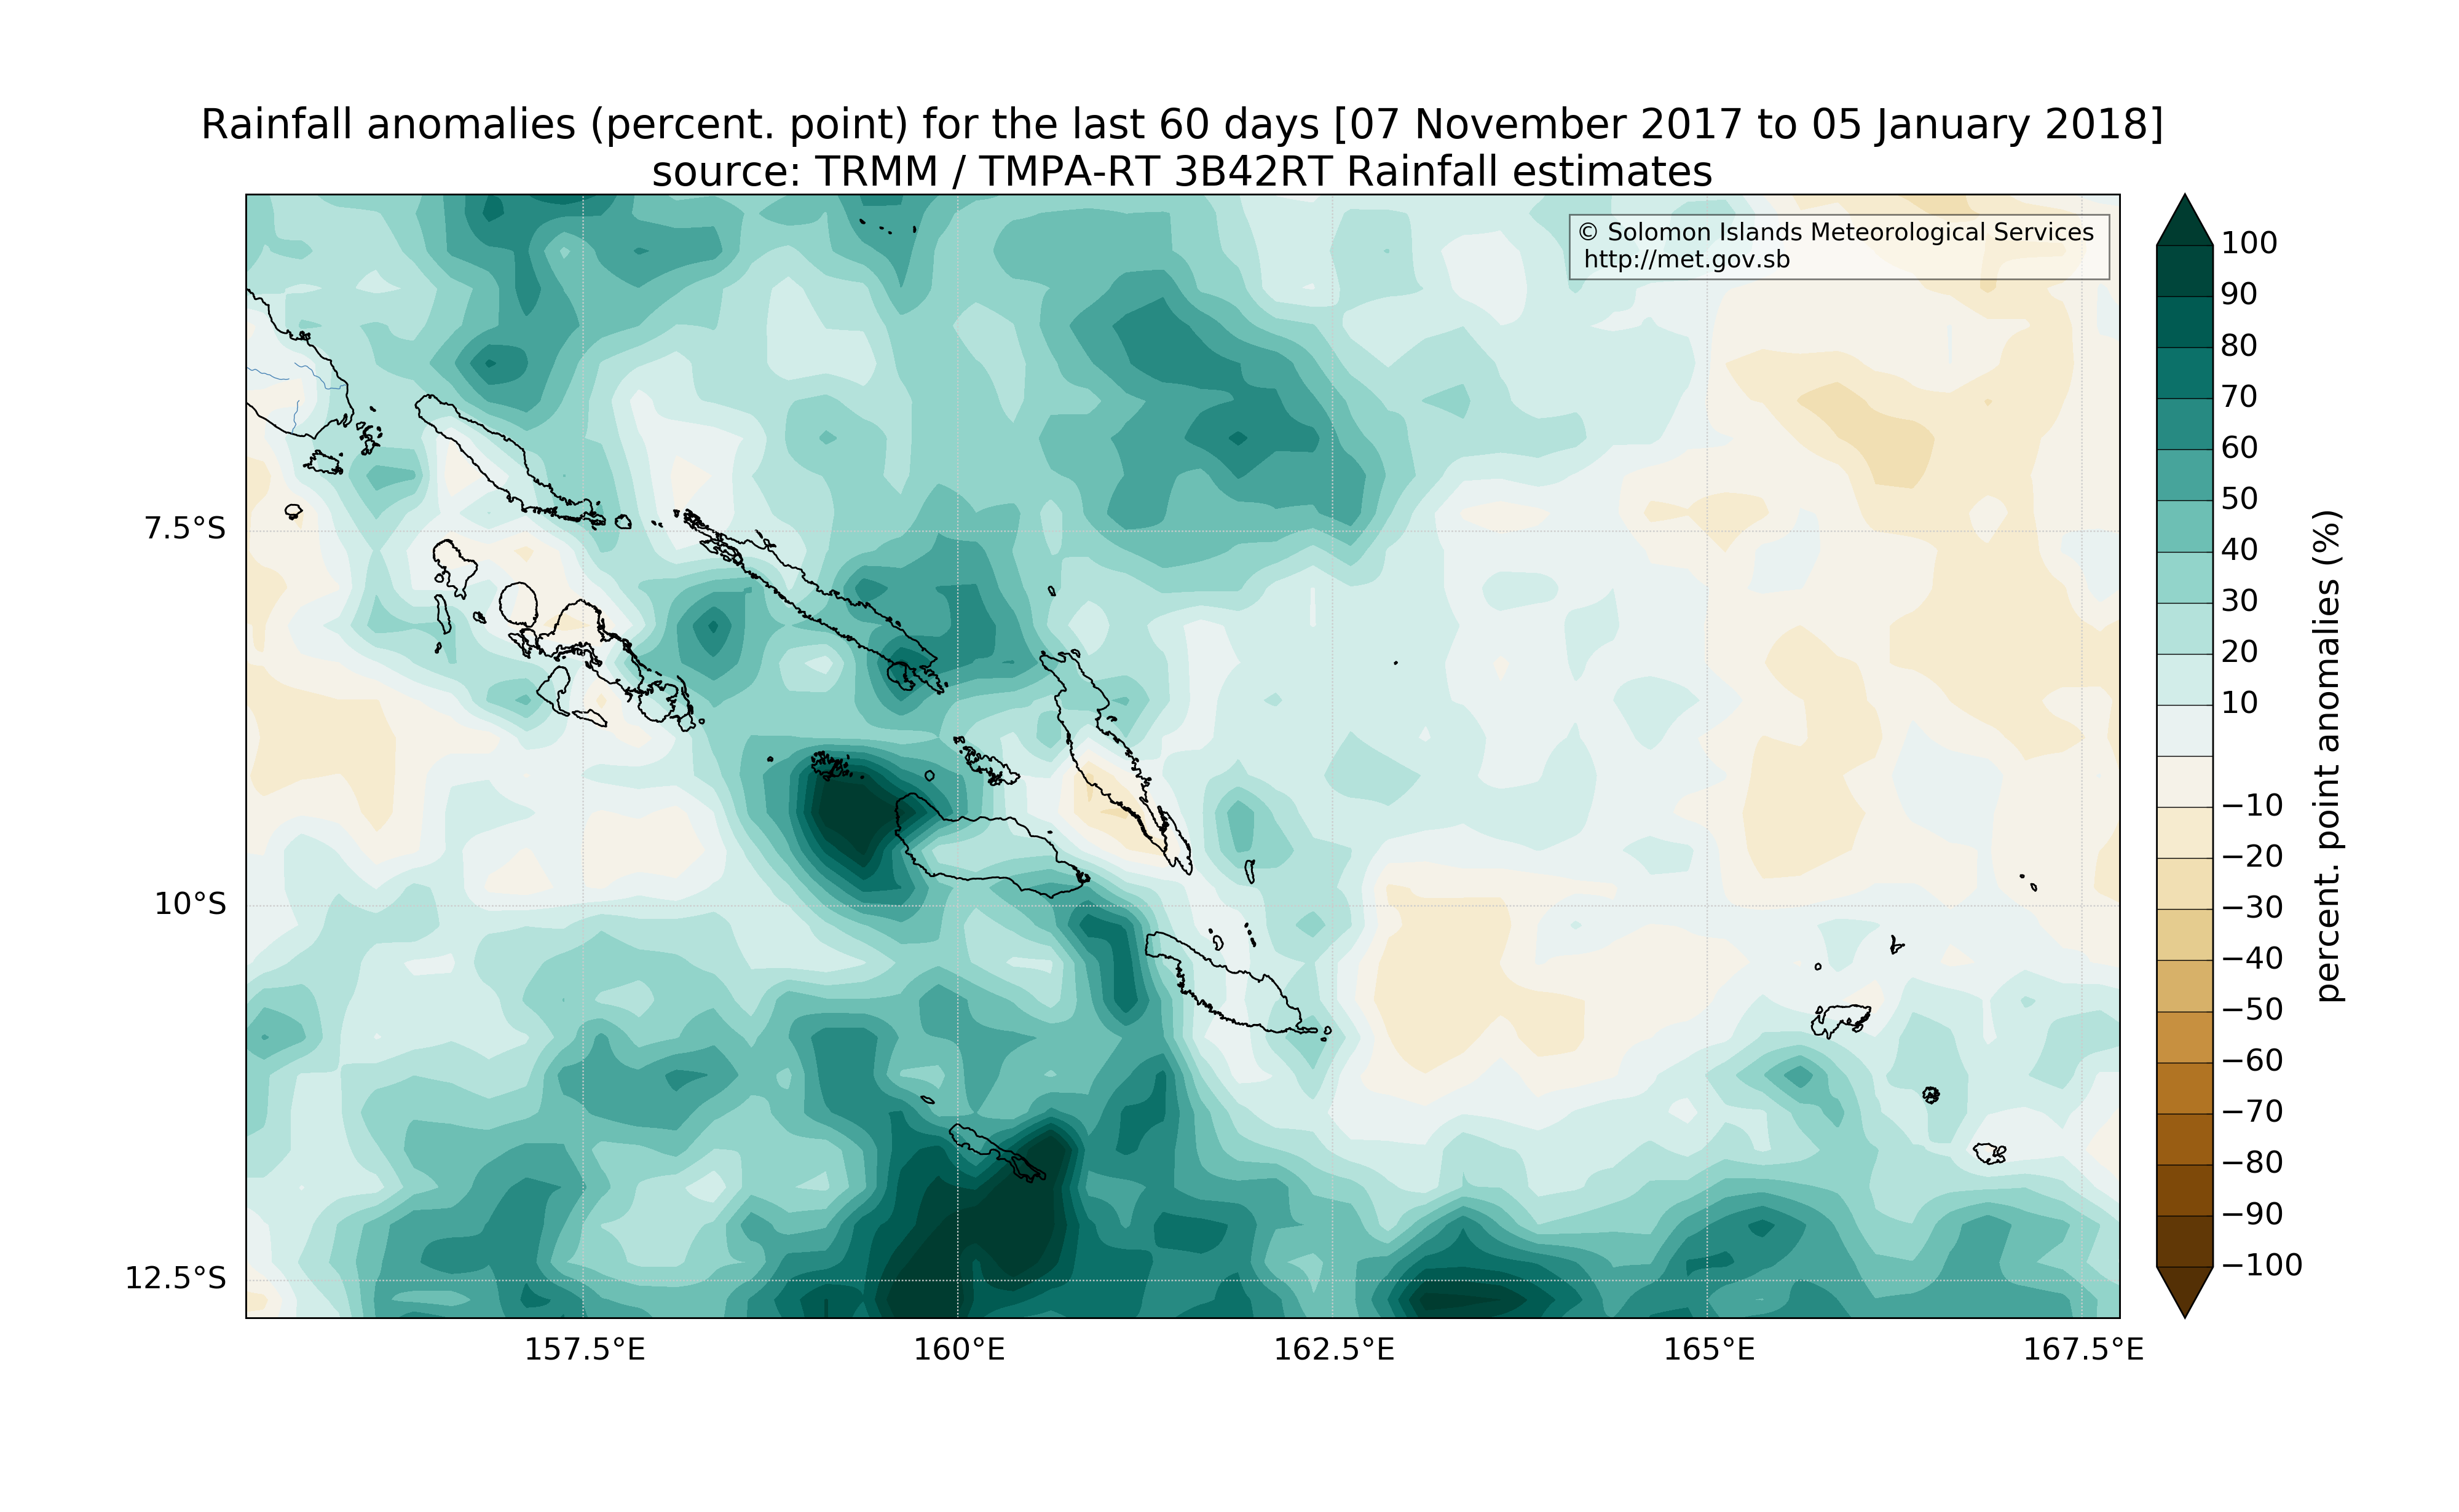 Rainfall anomalies (percent. point) for the last 60 days [07 November 2017 to 05 January 2018]
source: TRMM / TMPA-RT 3B42RT Rainfall estimates
© Solomon Islands Meteorological Services
http://met.gov.sb
7.5°S
10°S
12.5°S
157.5°E
160°E
162.5°E
165°E
167.5°E
100
90
80
70
60
50
40
30
20
10
−10
−20
−30
−40
−50
−60
−70
−80
−90
−100
percent. point anomalies (%)